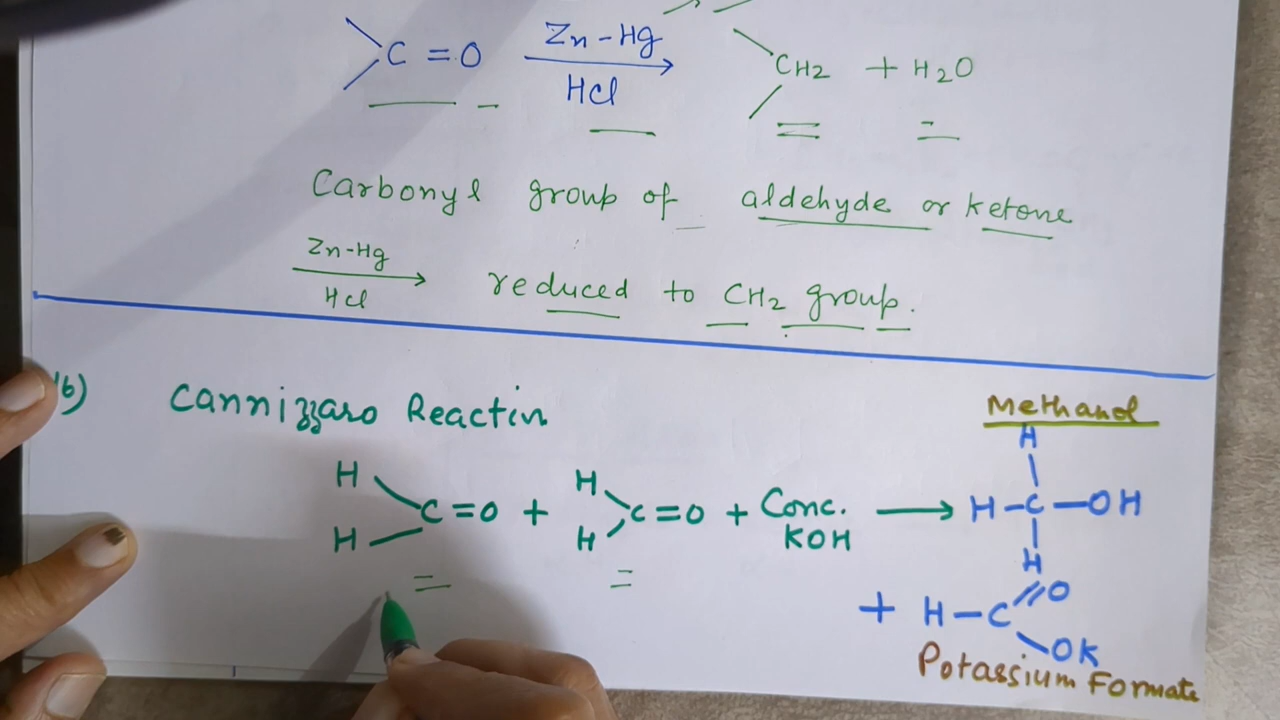 C = O Zn-Hg HCl CH2 + H2O
Carbonyl group of aldehyde or ketone
Zn-Hg HCl reduced to CH2 group.
6) Cannizzaro Reactin
Methanol
H H C=O + H H C=O + Conc. KOH H H-C-OH H
+ H-C O OK
Potassium Formate